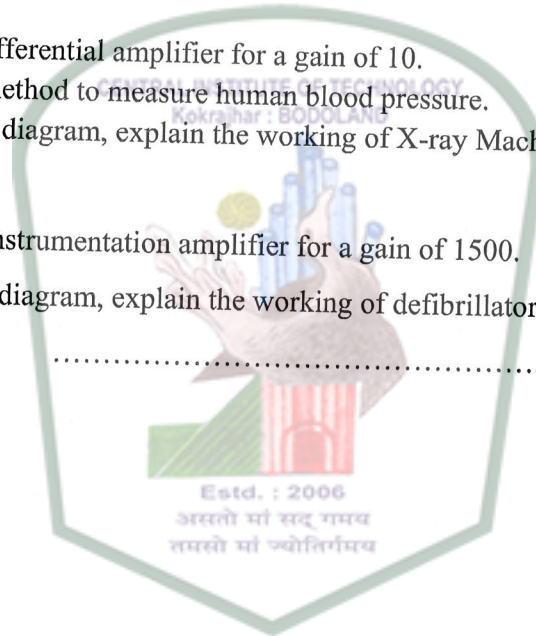 ifferential amplifier for a gain of 10.
CENTRAL INSTITUTE OF TECHNOLOGY
ethod to measure human blood pressure.
Kokrajhar : BODOLAND
diagram, explain the working of X-ray Mach
nstrumentation amplifier for a gain of 1500.
diagram, explain the working of defibrillator
Estd. : 2006
असतो मां सद् गमय
तमसो मां ज्योतिर्गमय